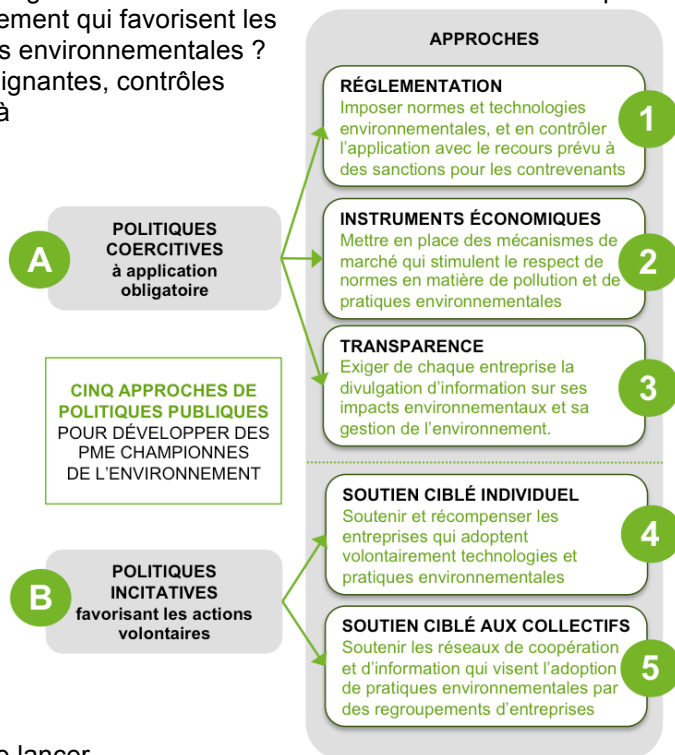 ement qui favorisent les
s environnementales ?
ignantes, contrôles
à
APPROCHES
RÉGLEMENTATION
Imposer normes et technologies
environnementales, et en contrôler
l'application avec le recours prévu à
des sanctions pour les contrevenants
1
A
POLITIQUES
COERCITIVES
à application
obligatoire
INSTRUMENTS ÉCONOMIQUES
Mettre en place des mécanismes de
marché qui stimulent le respect de
normes en matière de pollution et de
pratiques environnementales
2
TRANSPARENCE
Exiger de chaque entreprise la
divulgation d'information sur ses
impacts environnementaux et sa
gestion de l'environnement.
3
CINQ APPROCHES DE
POLITIQUES PUBLIQUES
POUR DÉVELOPPER DES
PME CHAMPIONNES
DE L'ENVIRONNEMENT
SOUTIEN CIBLÉ INDIVIDUEL
Soutenir et récompenser les
entreprises qui adoptent
volontairement technologies et
pratiques environnementales
4
B
POLITIQUES
INCITATIVES
favorisant les actions
volontaires
SOUTIEN CIBLÉ AUX COLLECTIFS
Soutenir les réseaux de coopération
et d'information qui visent l'adoption
de pratiques environnementales par
des regroupements d'entreprises
5
e lancer